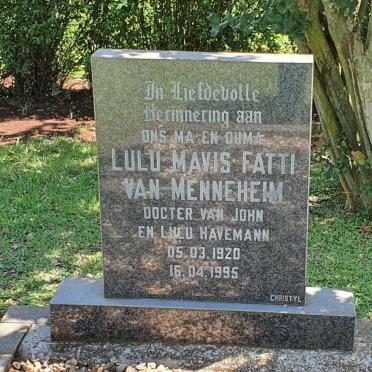 In Liefdevolle
Herinnering aan
ONS MA EN OUMA
LULU MAVIS FATTI
VAN MENNEHEIM
DOGTER VAN JOHN
EN LHEU HAVEMANN
05.03.1920
16.04.1995
CHRISTYL